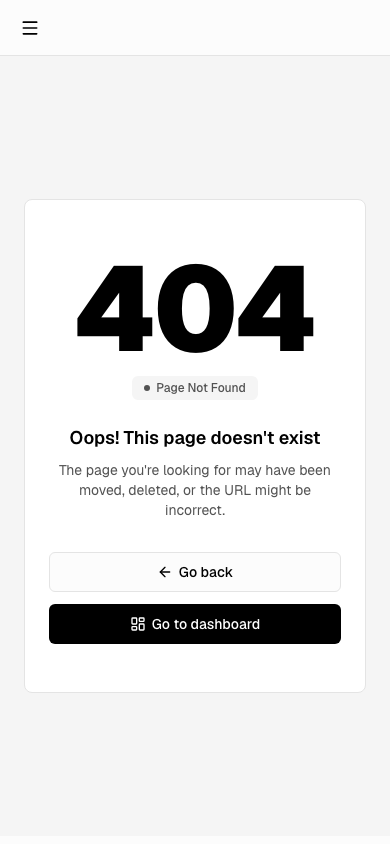 404
Page Not Found
Oops! This page doesn't exist
The page you're looking for may have been
moved, deleted, or the URL might be
incorrect.
Go back
Go to dashboard